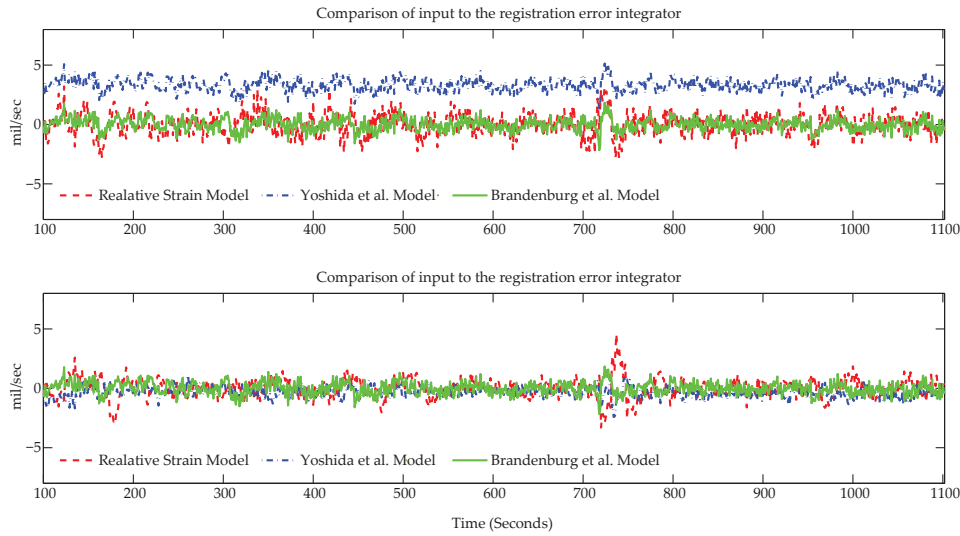 Comparison of input to the registration error integrator
mil/sec
5
0
−5
Realative Strain Model Yoshida et al. Model Brandenburg et al. Model
100 200 300 400 500 600 700 800 900 1000 1100
Comparison of input to the registration error integrator
mil/sec
5
0
−5
Realative Strain Model Yoshida et al. Model Brandenburg et al. Model
100 200 300 400 500 600 700 800 900 1000 1100
Time (Seconds)